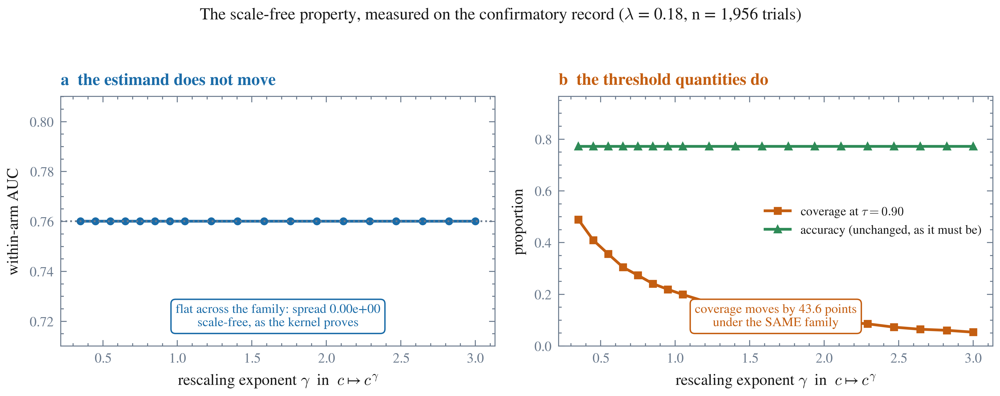 The scale-free property, measured on the confirmatory record (λ = 0.18, n = 1,956 trials)
a the estimand does not move
within-arm AUC
0.80
0.78
0.76
0.74
0.72
flat across the family: spread 0.00e+00
scale-free, as the kernel proves
0.5 1.0 1.5 2.0 2.5 3.0
rescaling exponent γ in c ↦ c^γ
b the threshold quantities do
proportion
0.8
0.6
0.4
0.2
0.0
coverage at τ = 0.90
accuracy (unchanged, as it must be)
coverage moves by 43.6 points
under the SAME family
0.5 1.0 1.5 2.0 2.5 3.0
rescaling exponent γ in c ↦ c^γ